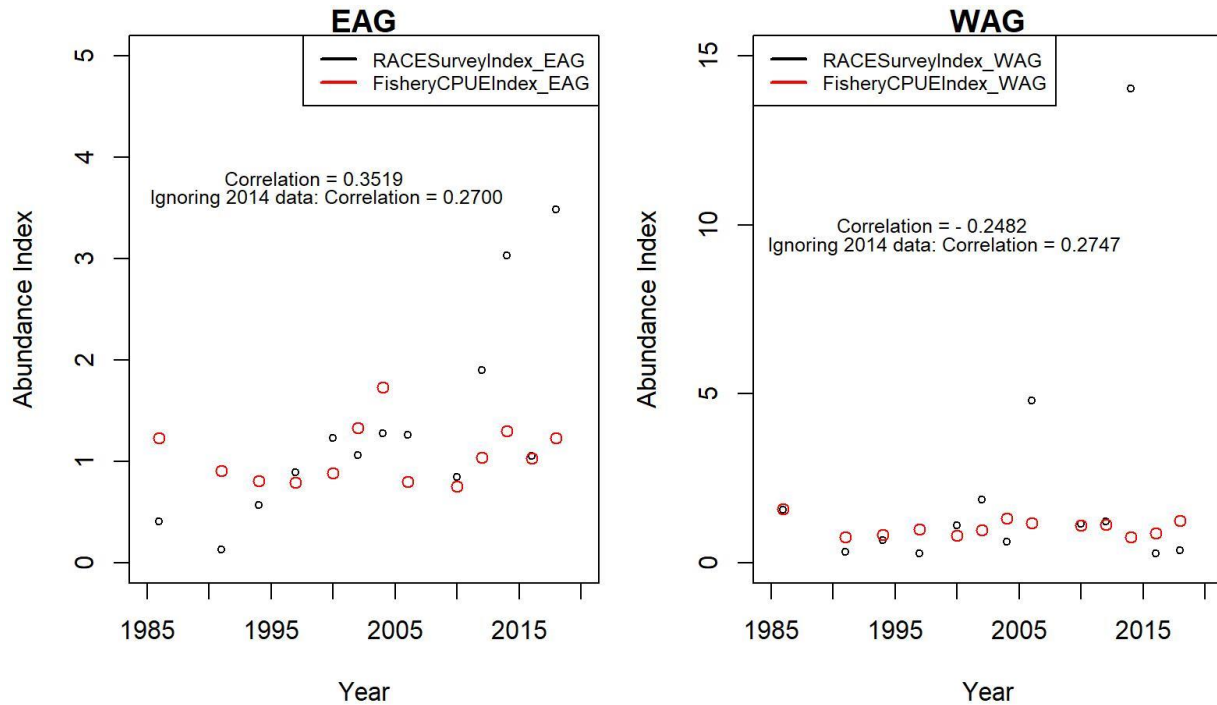 EAG
RACESurveyIndex_EAG
FisheryCPUEIndex_EAG
Correlation = 0.3519
Ignoring 2014 data: Correlation = 0.2700
Abundance Index
5
4
3
2
1
0
1985
1995
2005
2015
Year
WAG
RACESurveyIndex_WAG
FisheryCPUEIndex_WAG
Correlation = - 0.2482
Ignoring 2014 data: Correlation = 0.2747
Abundance Index
15
10
5
0
1985
1995
2005
2015
Year